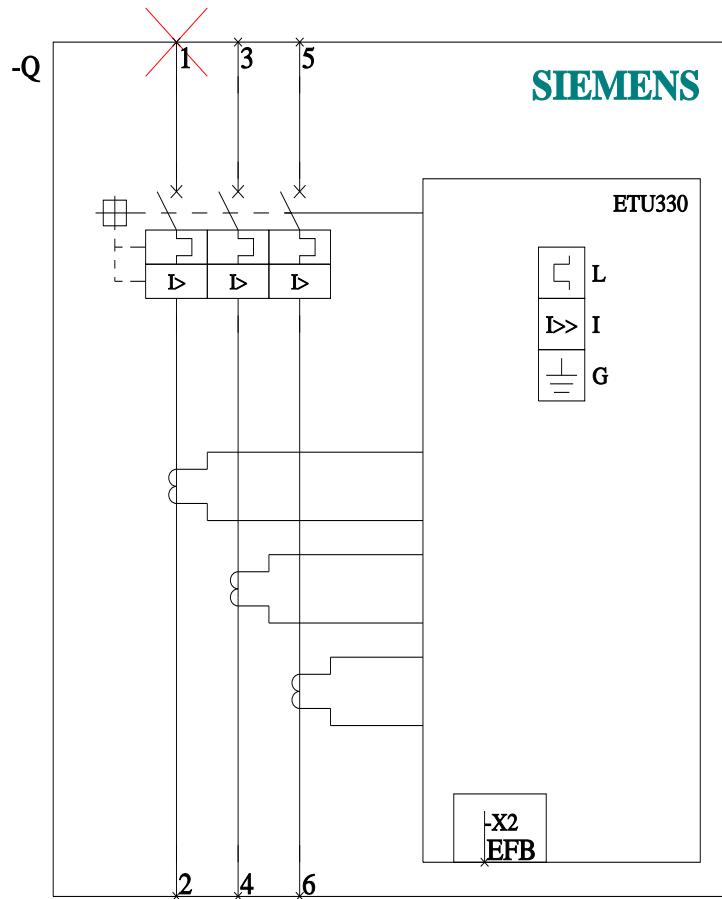 1 3 5
-Q
SIEMENS
ETU330
I> I> I>
L
I>> I
G
-X2
EFB
2 4 6